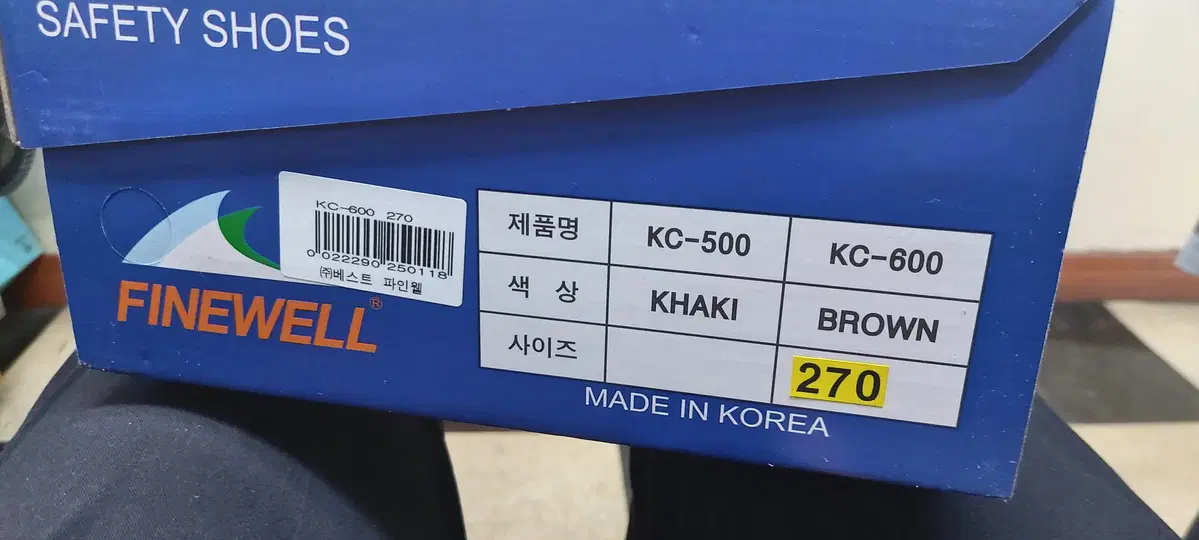 SAFETY SHOES
KC-600 270
0 022290 250118
㈜베스트 파인웰
FINEWELL®
제품명 KC-500 KC-600
색 상 KHAKI BROWN
사이즈 270
MADE IN KOREA